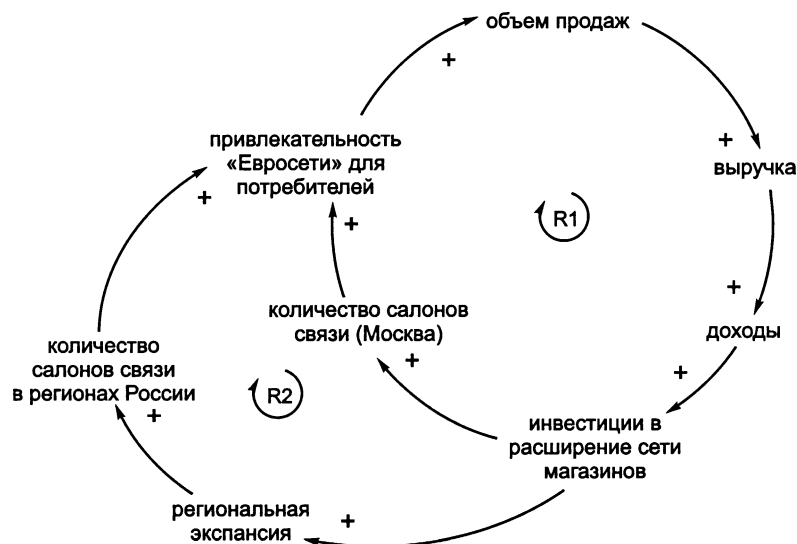 объем продаж
+
привлекательность
«Евросети» для
потребителей
+
выручка
+
+
R1
+
количество салонов
связи (Москва)
доходы
количество
салонов связи
в регионах России
+
+
R2
+
инвестиции в
расширение сети
магазинов
региональная
экспансия
+